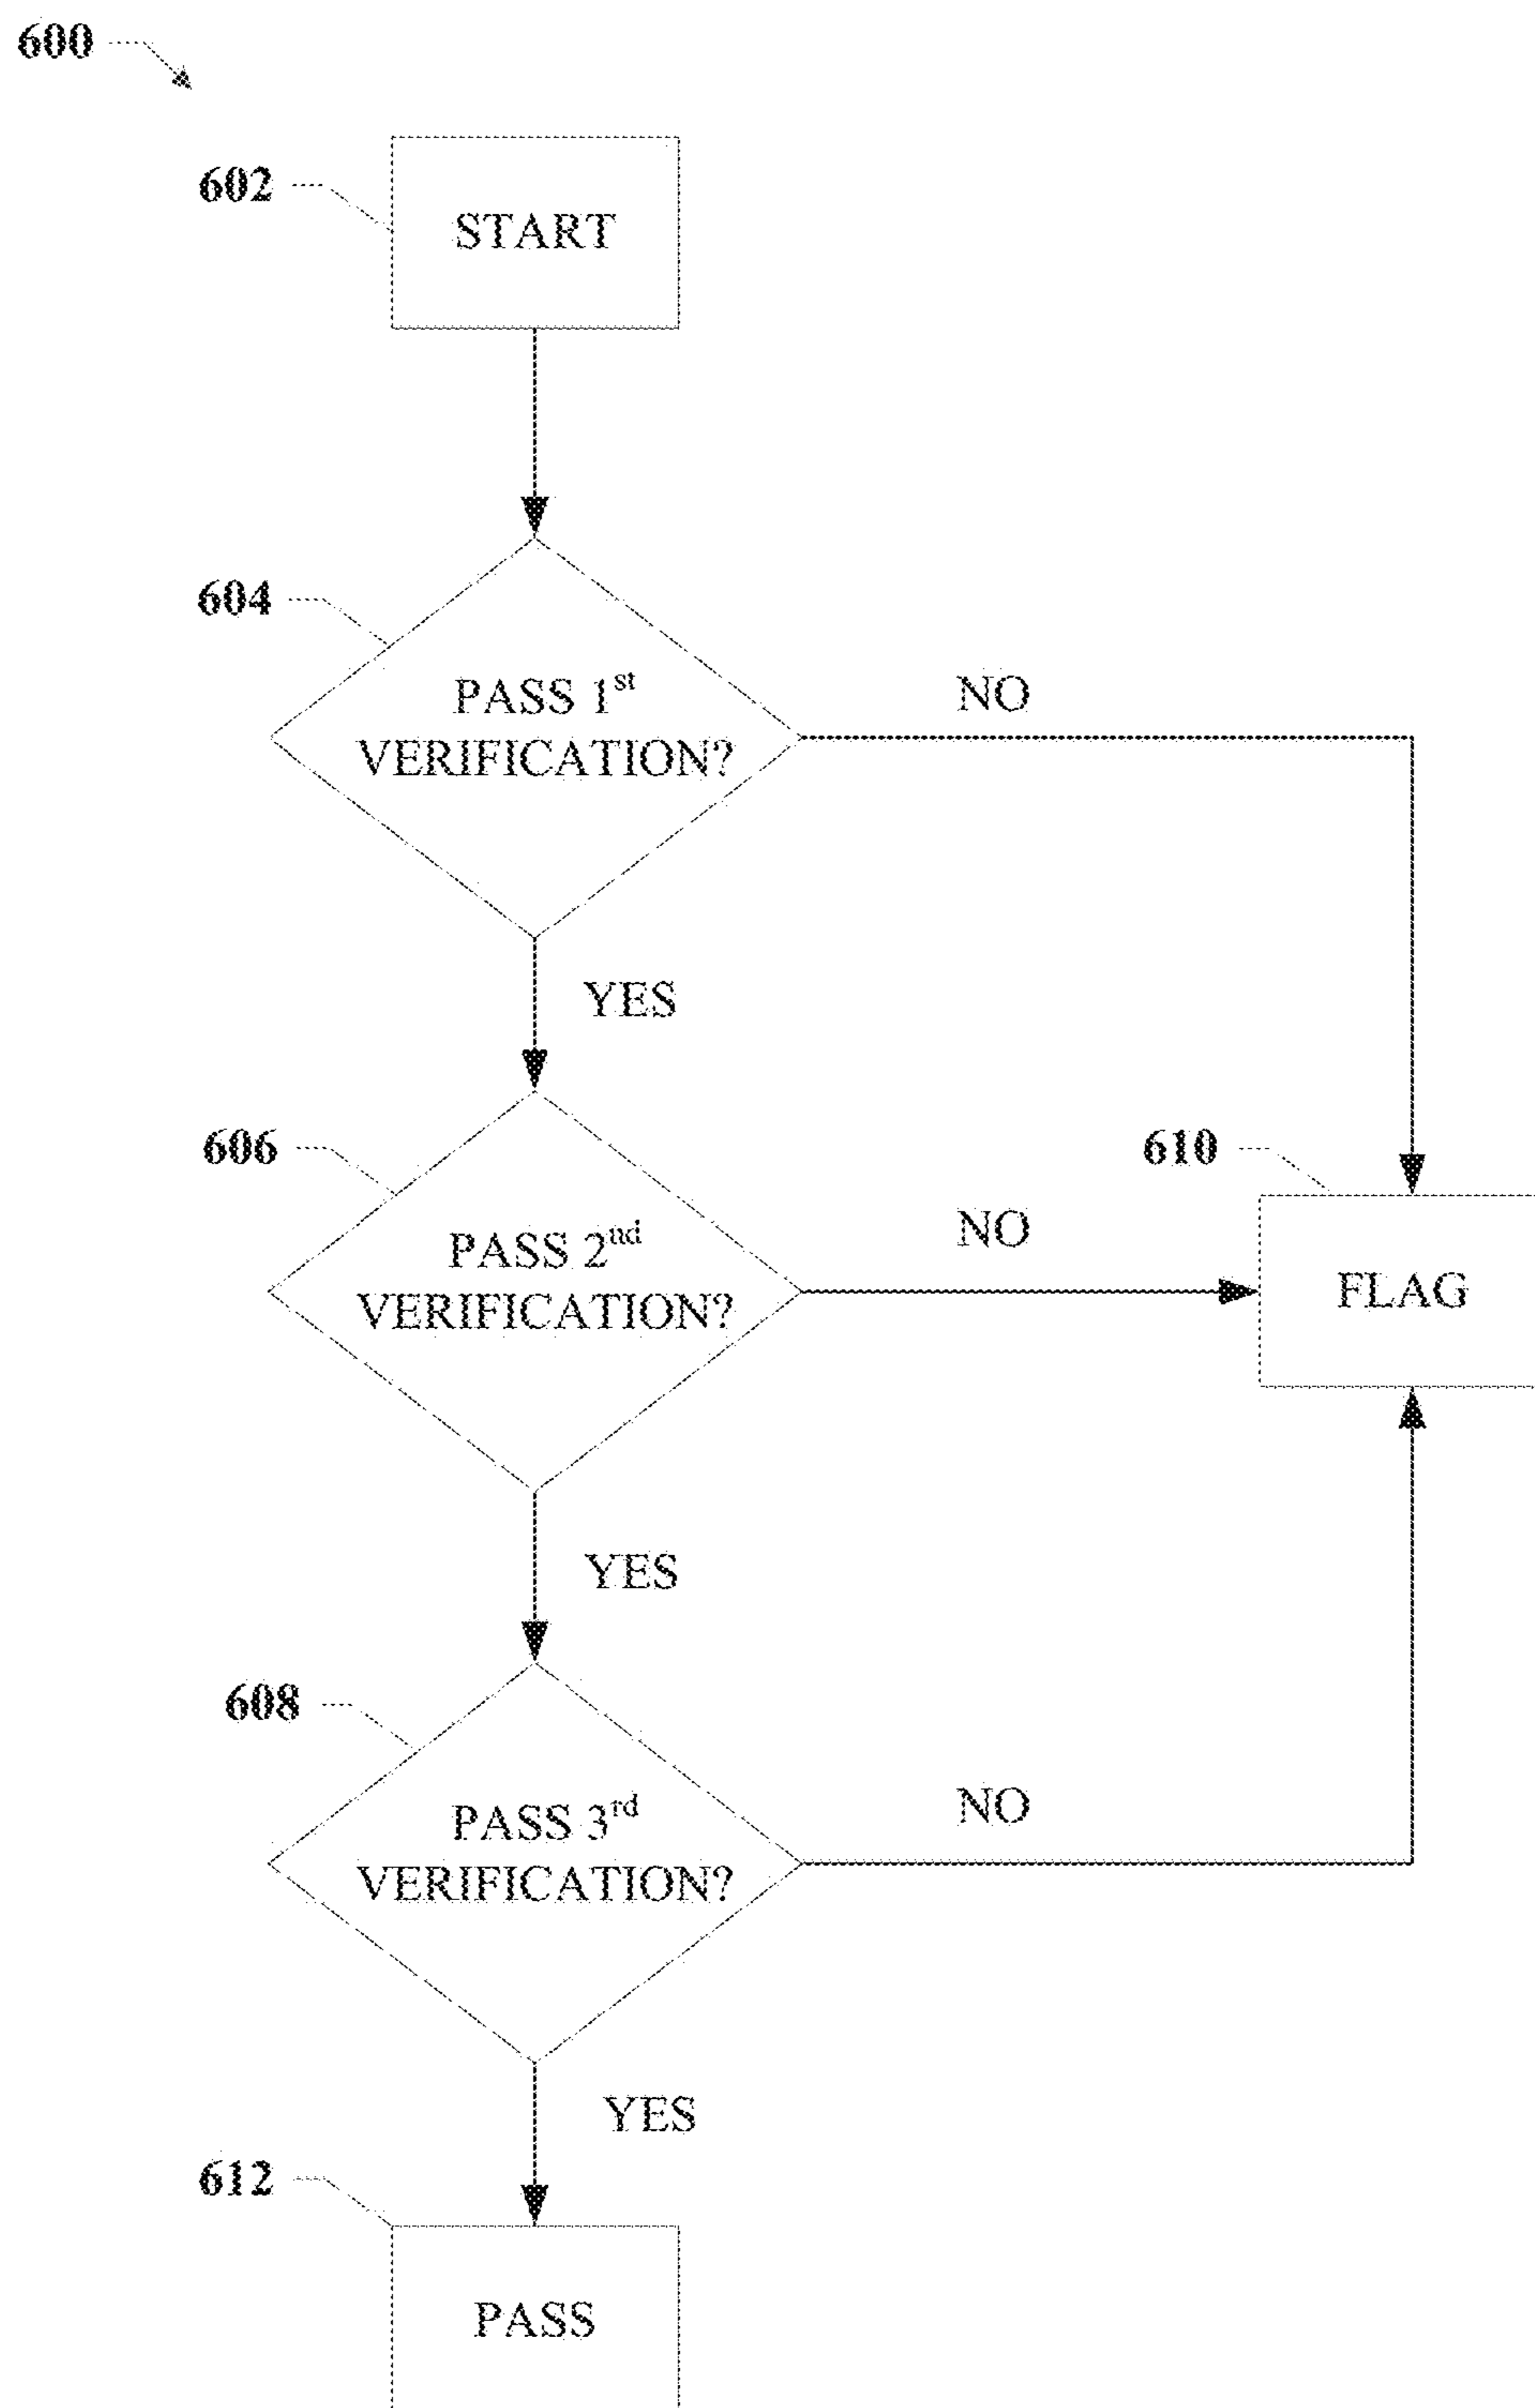 600
602
START
604
PASS 1st
VERIFICATION?
NO
YES
606
PASS 2nd
VERIFICATION?
NO
610
FLAG
YES
608
PASS 3rd
VERIFICATION?
NO
YES
612
PASS